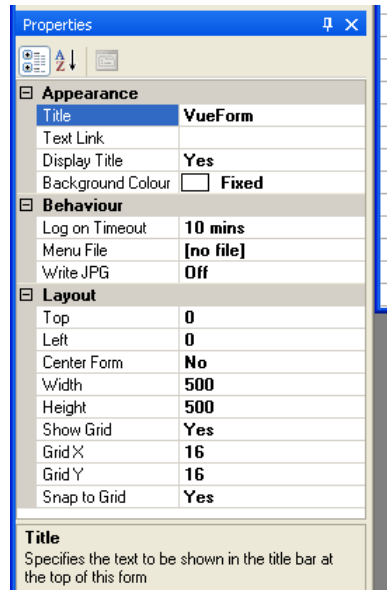 Properties
Appearance
Title VueForm
Text Link
Display Title Yes
Background Colour Fixed
Behaviour
Log on Timeout 10 mins
Menu File [no file]
Write JPG Off
Layout
Top 0
Left 0
Center Form No
Width 500
Height 500
Show Grid Yes
Grid X 16
Grid Y 16
Snap to Grid Yes
Title
Specifies the text to be shown in the title bar at
the top of this form